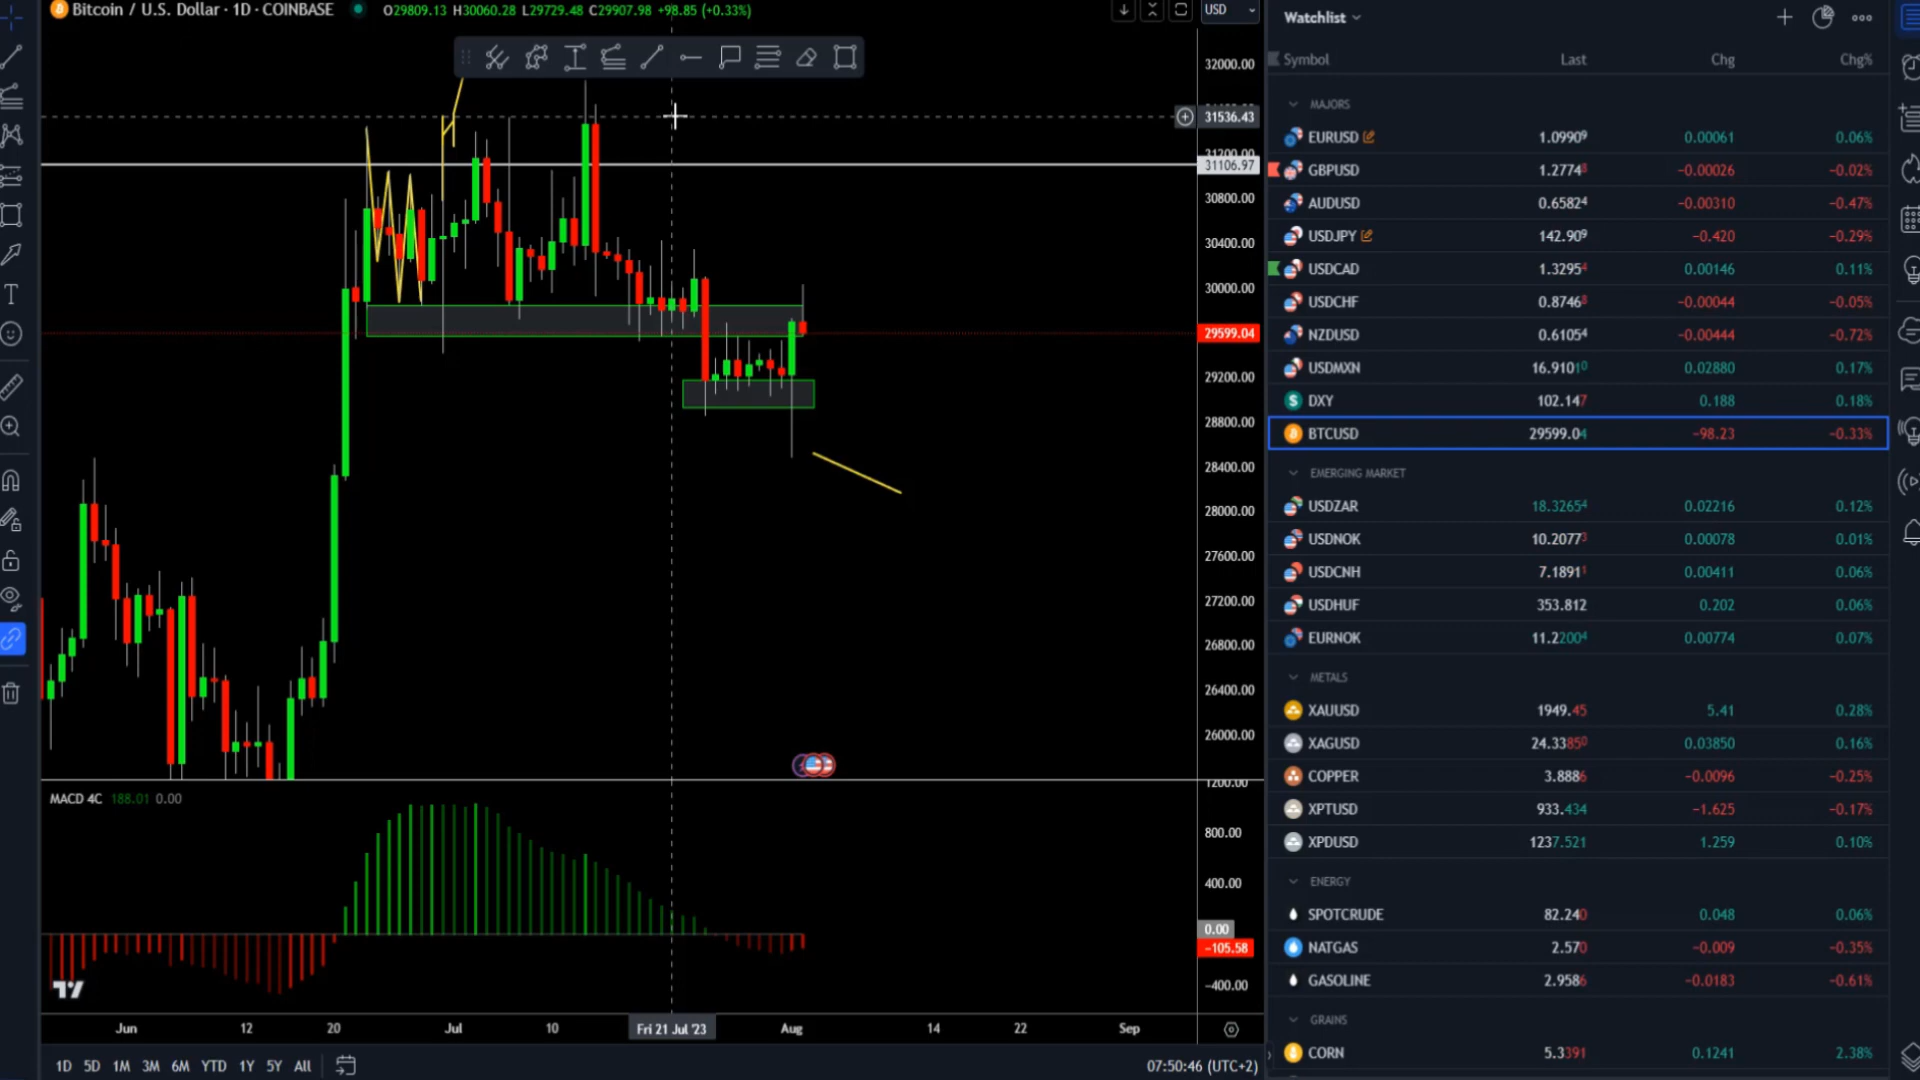 Bitcoin / U.S. Dollar · 1D · COINBASE O29809.13 H30060.28 L29729.48 C29907.98 +98.85 (+0.33%)
USD
32000.00
31536.43
31106.97
30800.00
30400.00
30000.00
29599.04
29200.00
28800.00
28400.00
28000.00
27600.00
27200.00
26800.00
26400.00
26000.00
MACD 4C 188.01 0.00
1200.00
800.00
400.00
0.00
-105.58
-400.00
Jun 12 20 Jul 10 Fri 21 Jul '23 Aug 14 22 Sep
1D 5D 1M 3M 6M YTD 1Y 5Y All
07:50:46 (UTC+2)
Watchlist
Symbol Last Chg Chg%
MAJORS
EURUSD 1.09909 0.00061 0.06%
GBPUSD 1.27748 -0.00026 -0.02%
AUDUSD 0.65824 -0.00310 -0.47%
USDJPY 142.909 -0.420 -0.29%
USDCAD 1.32954 0.00146 0.11%
USDCHF 0.87468 -0.00044 -0.05%
NZDUSD 0.61054 -0.00444 -0.72%
USDMXN 16.91010 0.02880 0.17%
DXY 102.147 0.188 0.18%
BTCUSD 29599.04 -98.23 -0.33%
EMERGING MARKET
USDZAR 18.32654 0.02216 0.12%
USDNOK 10.20773 0.00078 0.01%
USDCNH 7.18911 0.00411 0.06%
USDHUF 353.812 0.202 0.06%
EURNOK 11.22004 0.00774 0.07%
METALS
XAUUSD 1949.45 5.41 0.28%
XAGUSD 24.33850 0.03850 0.16%
COPPER 3.8886 -0.0096 -0.25%
XPTUSD 933.434 -1.625 -0.17%
XPDUSD 1237.521 1.259 0.10%
ENERGY
SPOTCRUDE 82.240 0.048 0.06%
NATGAS 2.570 -0.009 -0.35%
GASOLINE 2.9586 -0.0183 -0.61%
GRAINS
CORN 5.3391 0.1241 2.38%